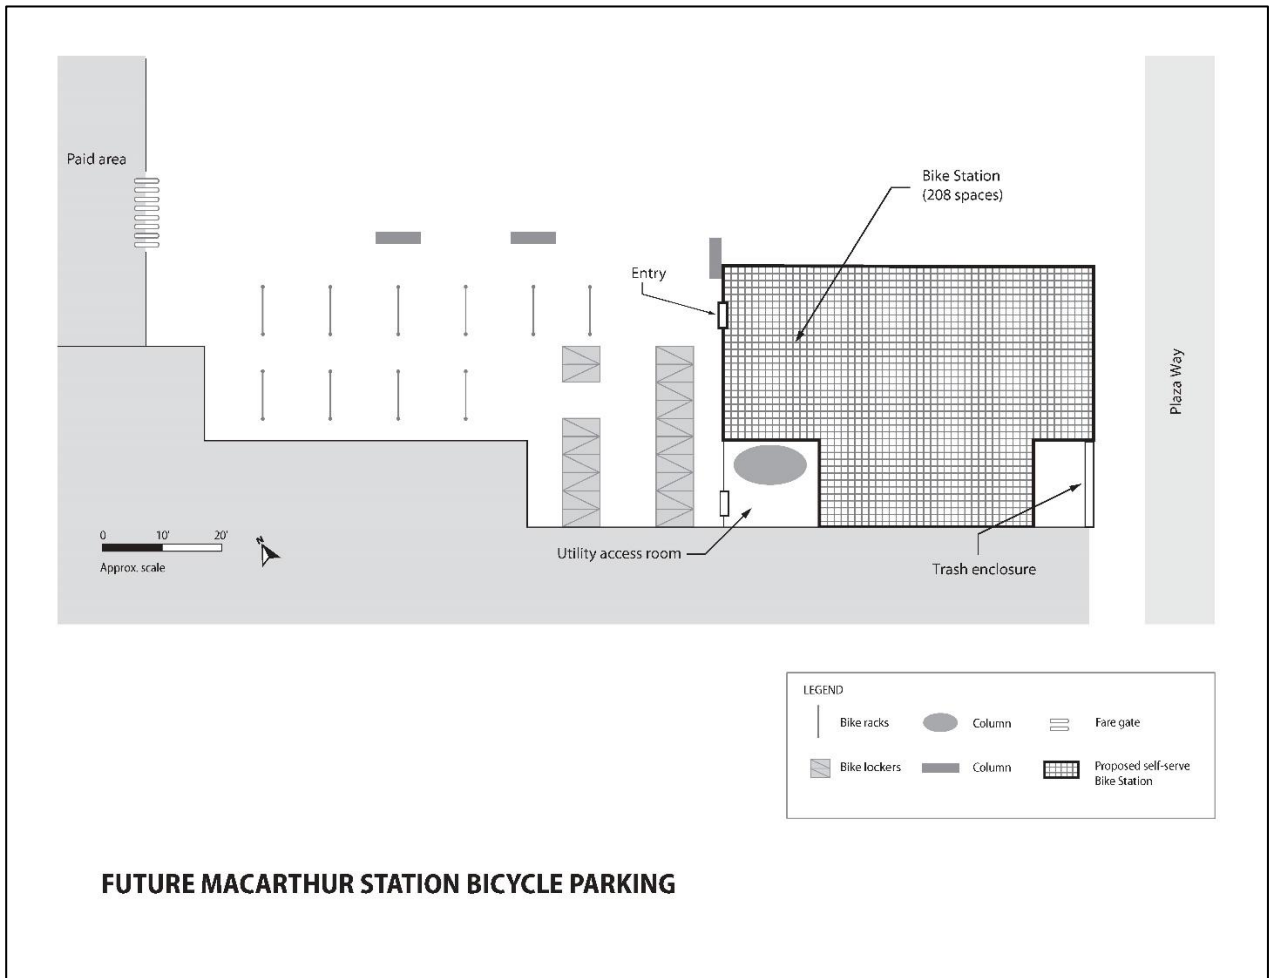 Paid area
Bike Station
(208 spaces)
Entry
Plaza Way
0 10' 20'
Approx. scale
N
Utility access room
Trash enclosure
LEGEND
Bike racks
Column
Fare gate
Bike lockers
Column
Proposed self-serve
Bike Station
FUTURE MACARTHUR STATION BICYCLE PARKING